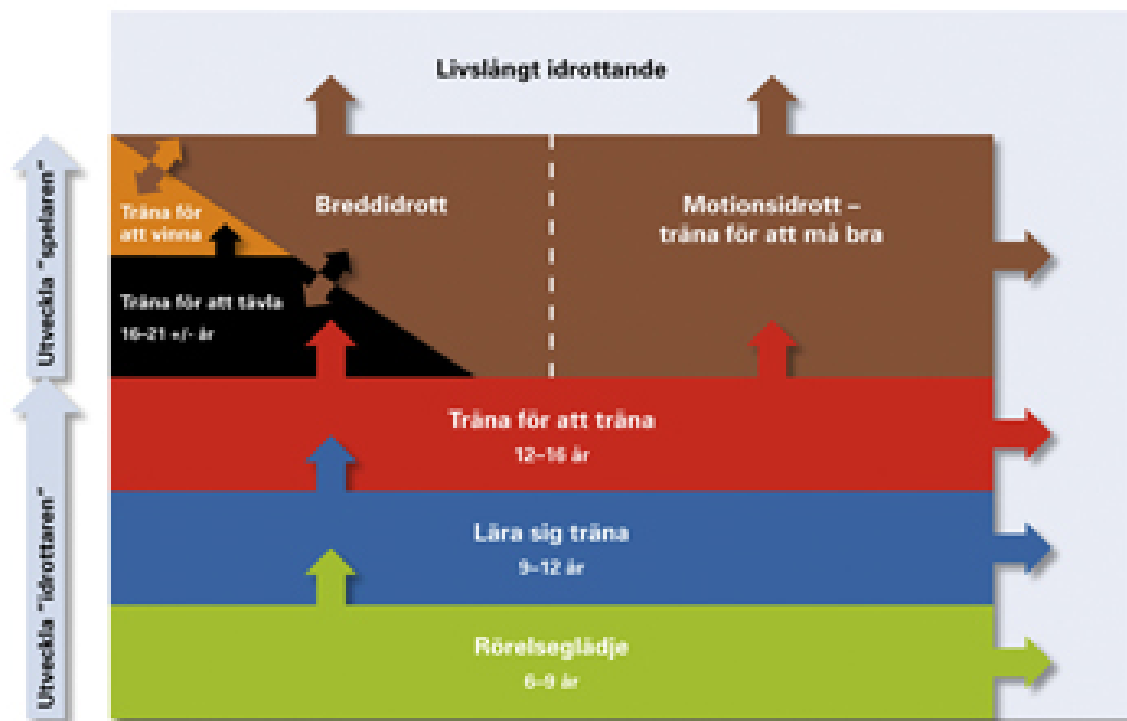 Livslångt idrottande
Utveckla "spelaren"
Träna för
att vinna
Breddidrott
Motionsidrott –
träna för att må bra
Träna för att tävla
16–21 +/- år
Utveckla "idrottaren"
Träna för att träna
12–16 år
Lära sig träna
9–12 år
Rörelseglädje
6–9 år